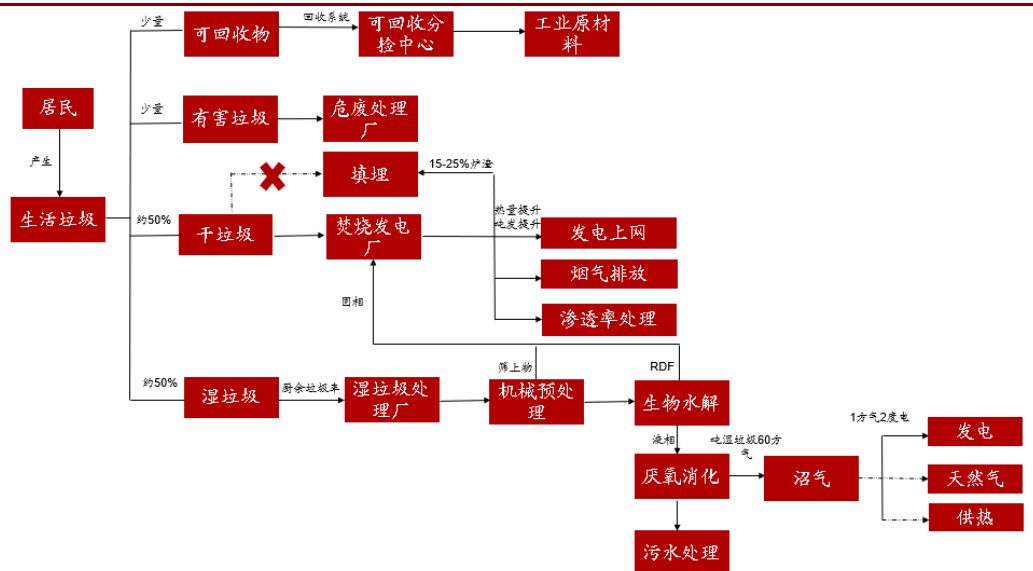 少量
可回收物
回收系统
可回收分
捡中心
工业原材
料
居民
产生
生活垃圾
少量
有害垃圾
危废处理
厂
填埋
15-25%炉渣
约50%
干垃圾
焚烧发电
厂
热量提升
吨发提升
发电上网
烟气排放
渗透率处理
固相
约50%
湿垃圾
厨余垃圾车
湿垃圾处
理厂
筛上物
机械预处
理
RDF
生物水解
液相
厌氧消化
吨湿垃圾60方
气
沼气
1方气2度电
发电
天然气
供热
污水处理